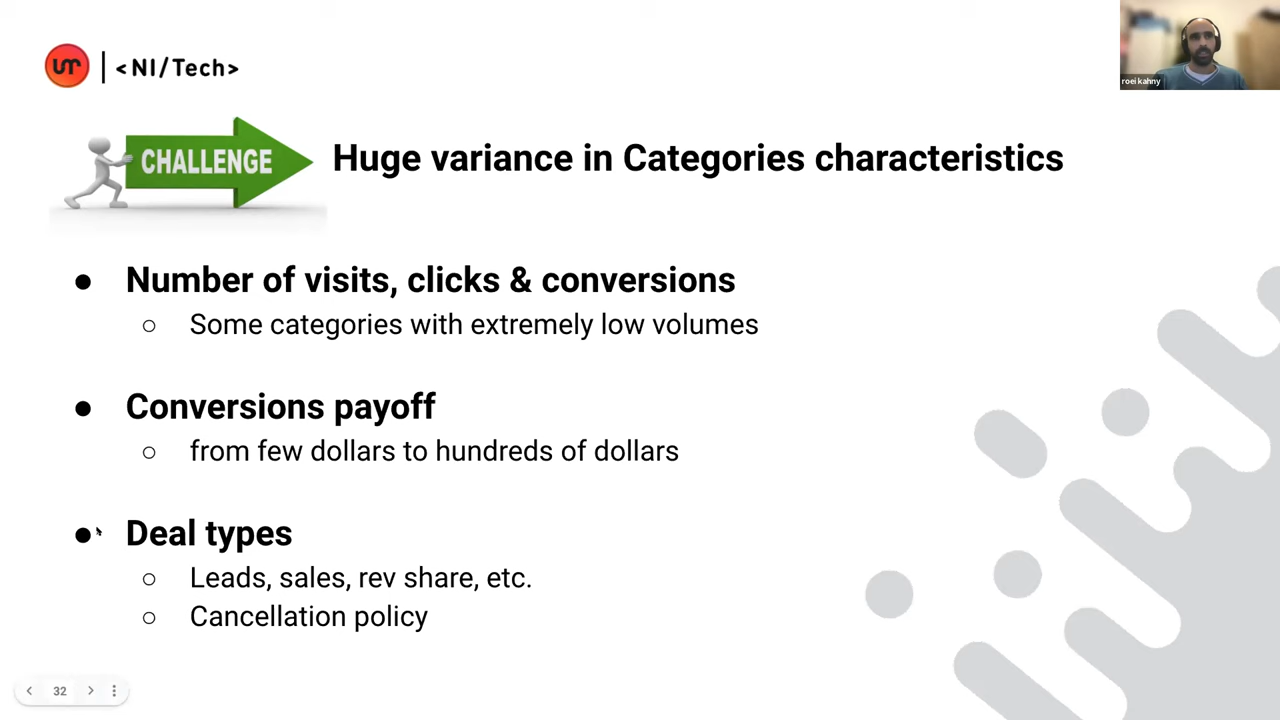 <NI/Tech>
roei kahny
CHALLENGE
Huge variance in Categories characteristics
● Number of visits, clicks & conversions
○ Some categories with extremely low volumes
● Conversions payoff
○ from few dollars to hundreds of dollars
● Deal types
○ Leads, sales, rev share, etc.
○ Cancellation policy
32